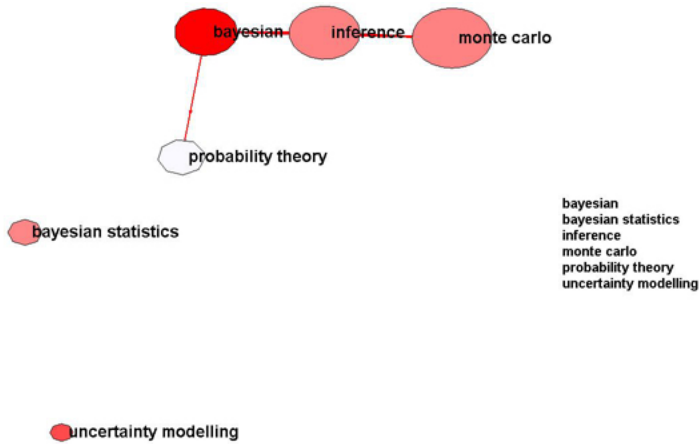 bayesian
inference
monte carlo
probability theory
bayesian statistics
uncertainty modelling
bayesian
bayesian statistics
inference
monte carlo
probability theory
uncertainty modelling